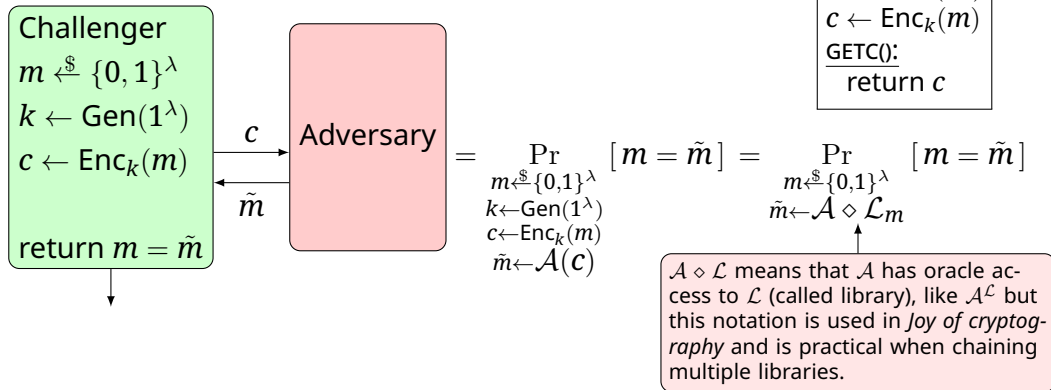 Challenger
m ←$ {0, 1}^λ
k ← Gen(1^λ)
c ← Enc_k(m)
return m = m̃
c
m̃
Adversary
= Pr [m = m̃] = Pr [m = m̃]
m ←$ {0,1}^λ
k←Gen(1^λ)
c←Enc_k(m)
m̃←A(c)
m ←$ {0,1}^λ
m̃←A ⋄ L_m
c ← Enc_k(m)
GETC():
return c
A ⋄ L means that A has oracle ac-
cess to L (called library), like A^L but
this notation is used in Joy of cryptog-
raphy and is practical when chaining
multiple libraries.